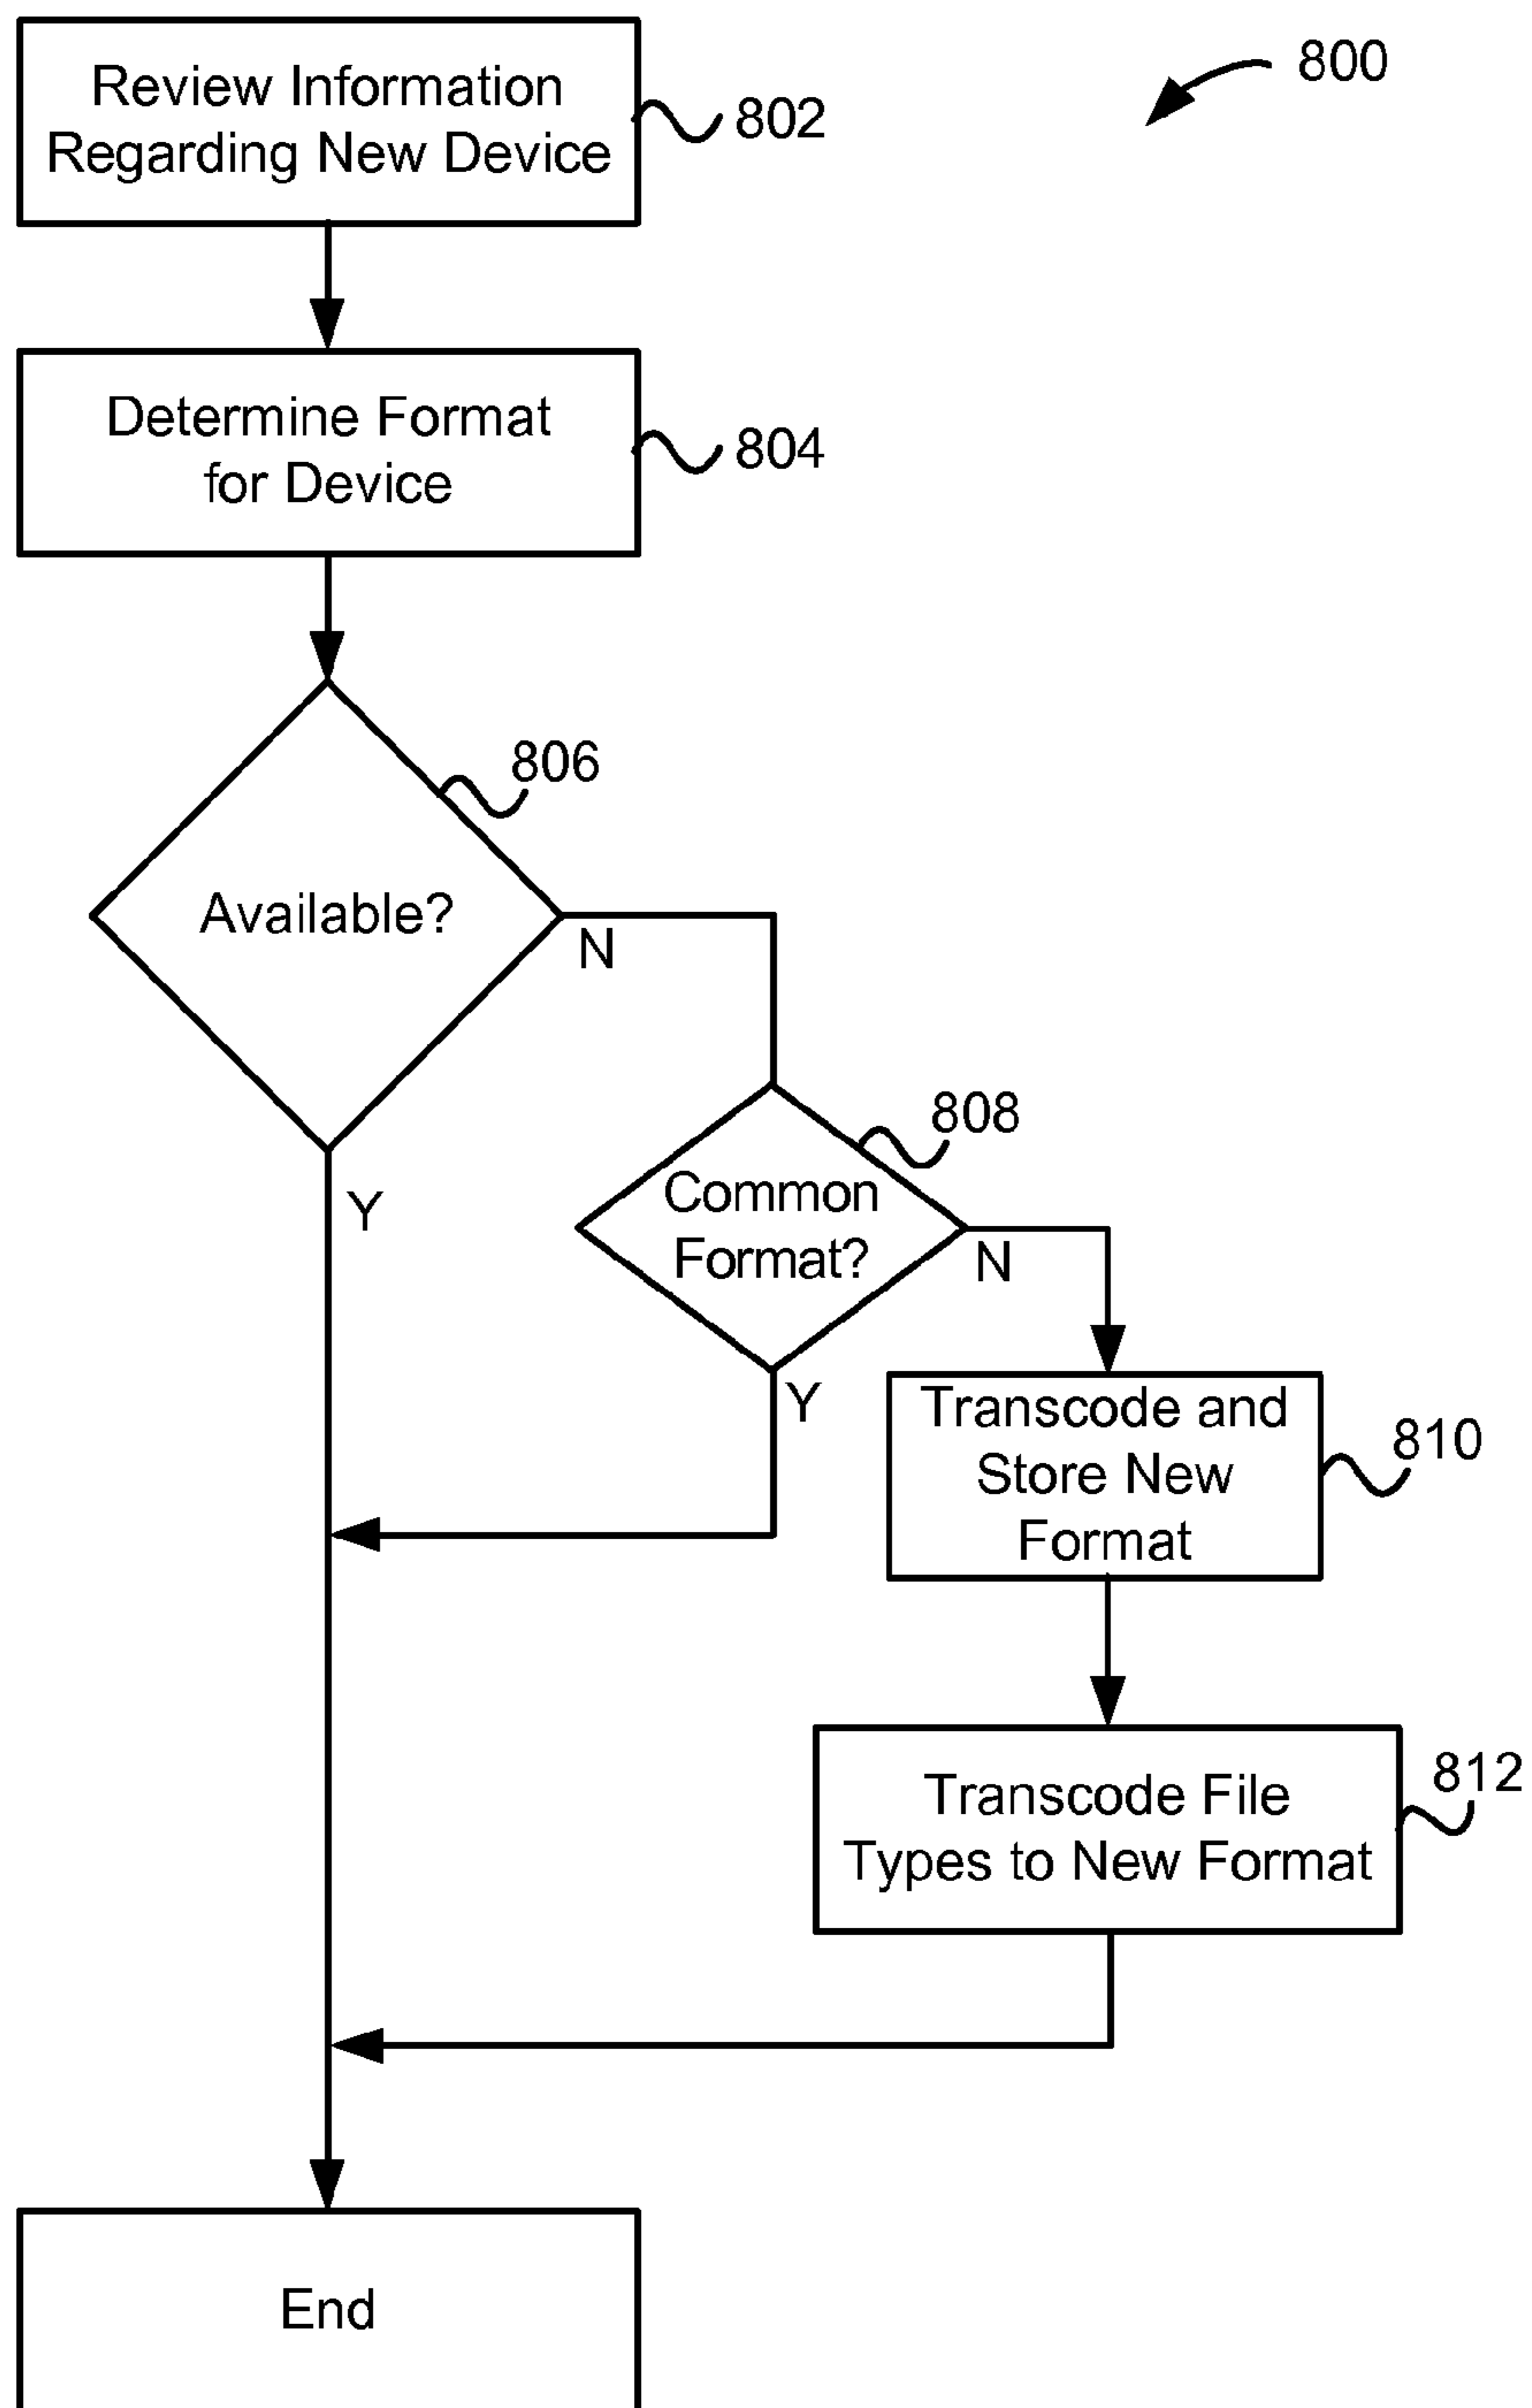 800
Review Information
Regarding New Device
802
Determine Format
for Device
804
806
Available?
N
Y
808
Common
Format?
N
Y
Transcode and
Store New
Format
810
Transcode File
Types to New Format
812
End